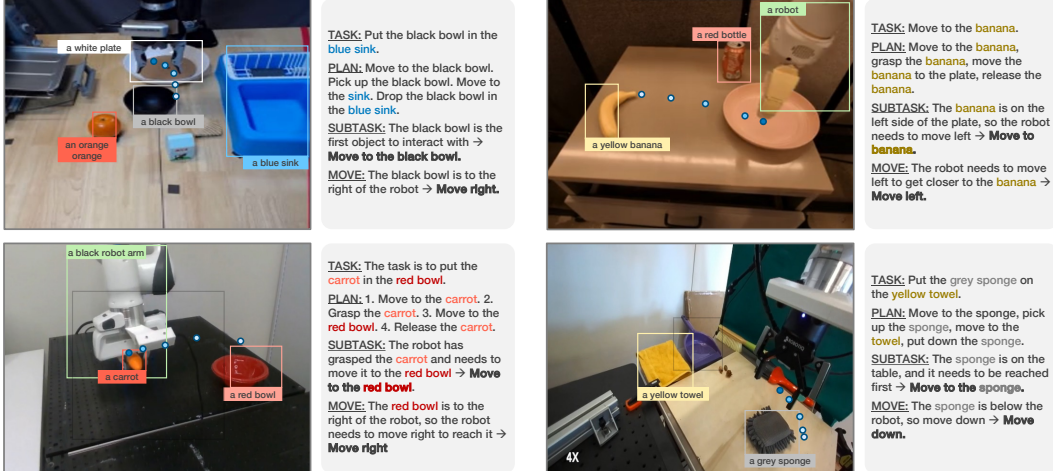 a white plate
a black bowl
an orange
orange
a blue sink
TASK: Put the black bowl in the
blue sink.
PLAN: Move to the black bowl.
Pick up the black bowl. Move to
the sink. Drop the black bowl in
the blue sink.
SUBTASK: The black bowl is the
first object to interact with →
Move to the black bowl.
MOVE: The black bowl is to the
right of the robot → Move right.
a robot
a red bottle
a yellow banana
TASK: Move to the banana.
PLAN: Move to the banana,
grasp the banana, move the
banana to the plate, release the
banana.
SUBTASK: The banana is on the
left side of the plate, so the robot
needs to move left → Move to
banana.
MOVE: The robot needs to move
left to get closer to the banana →
Move left.
a black robot arm
a carrot
a red bowl
TASK: The task is to put the
carrot in the red bowl.
PLAN: 1. Move to the carrot. 2.
Grasp the carrot. 3. Move to the
red bowl. 4. Release the carrot.
SUBTASK: The robot has
grasped the carrot and needs to
move it to the red bowl → Move
to the red bowl.
MOVE: The red bowl is to the
right of the robot, so the robot
needs to move right to reach it →
Move right
a yellow towel
a grey sponge
4X
TASK: Put the grey sponge on
the yellow towel.
PLAN: Move to the sponge, pick
up the sponge, move to the
towel, put down the sponge.
SUBTASK: The sponge is on the
table, and it needs to be reached
first → Move to the sponge.
MOVE: The sponge is below the
robot, so move down → Move
down.